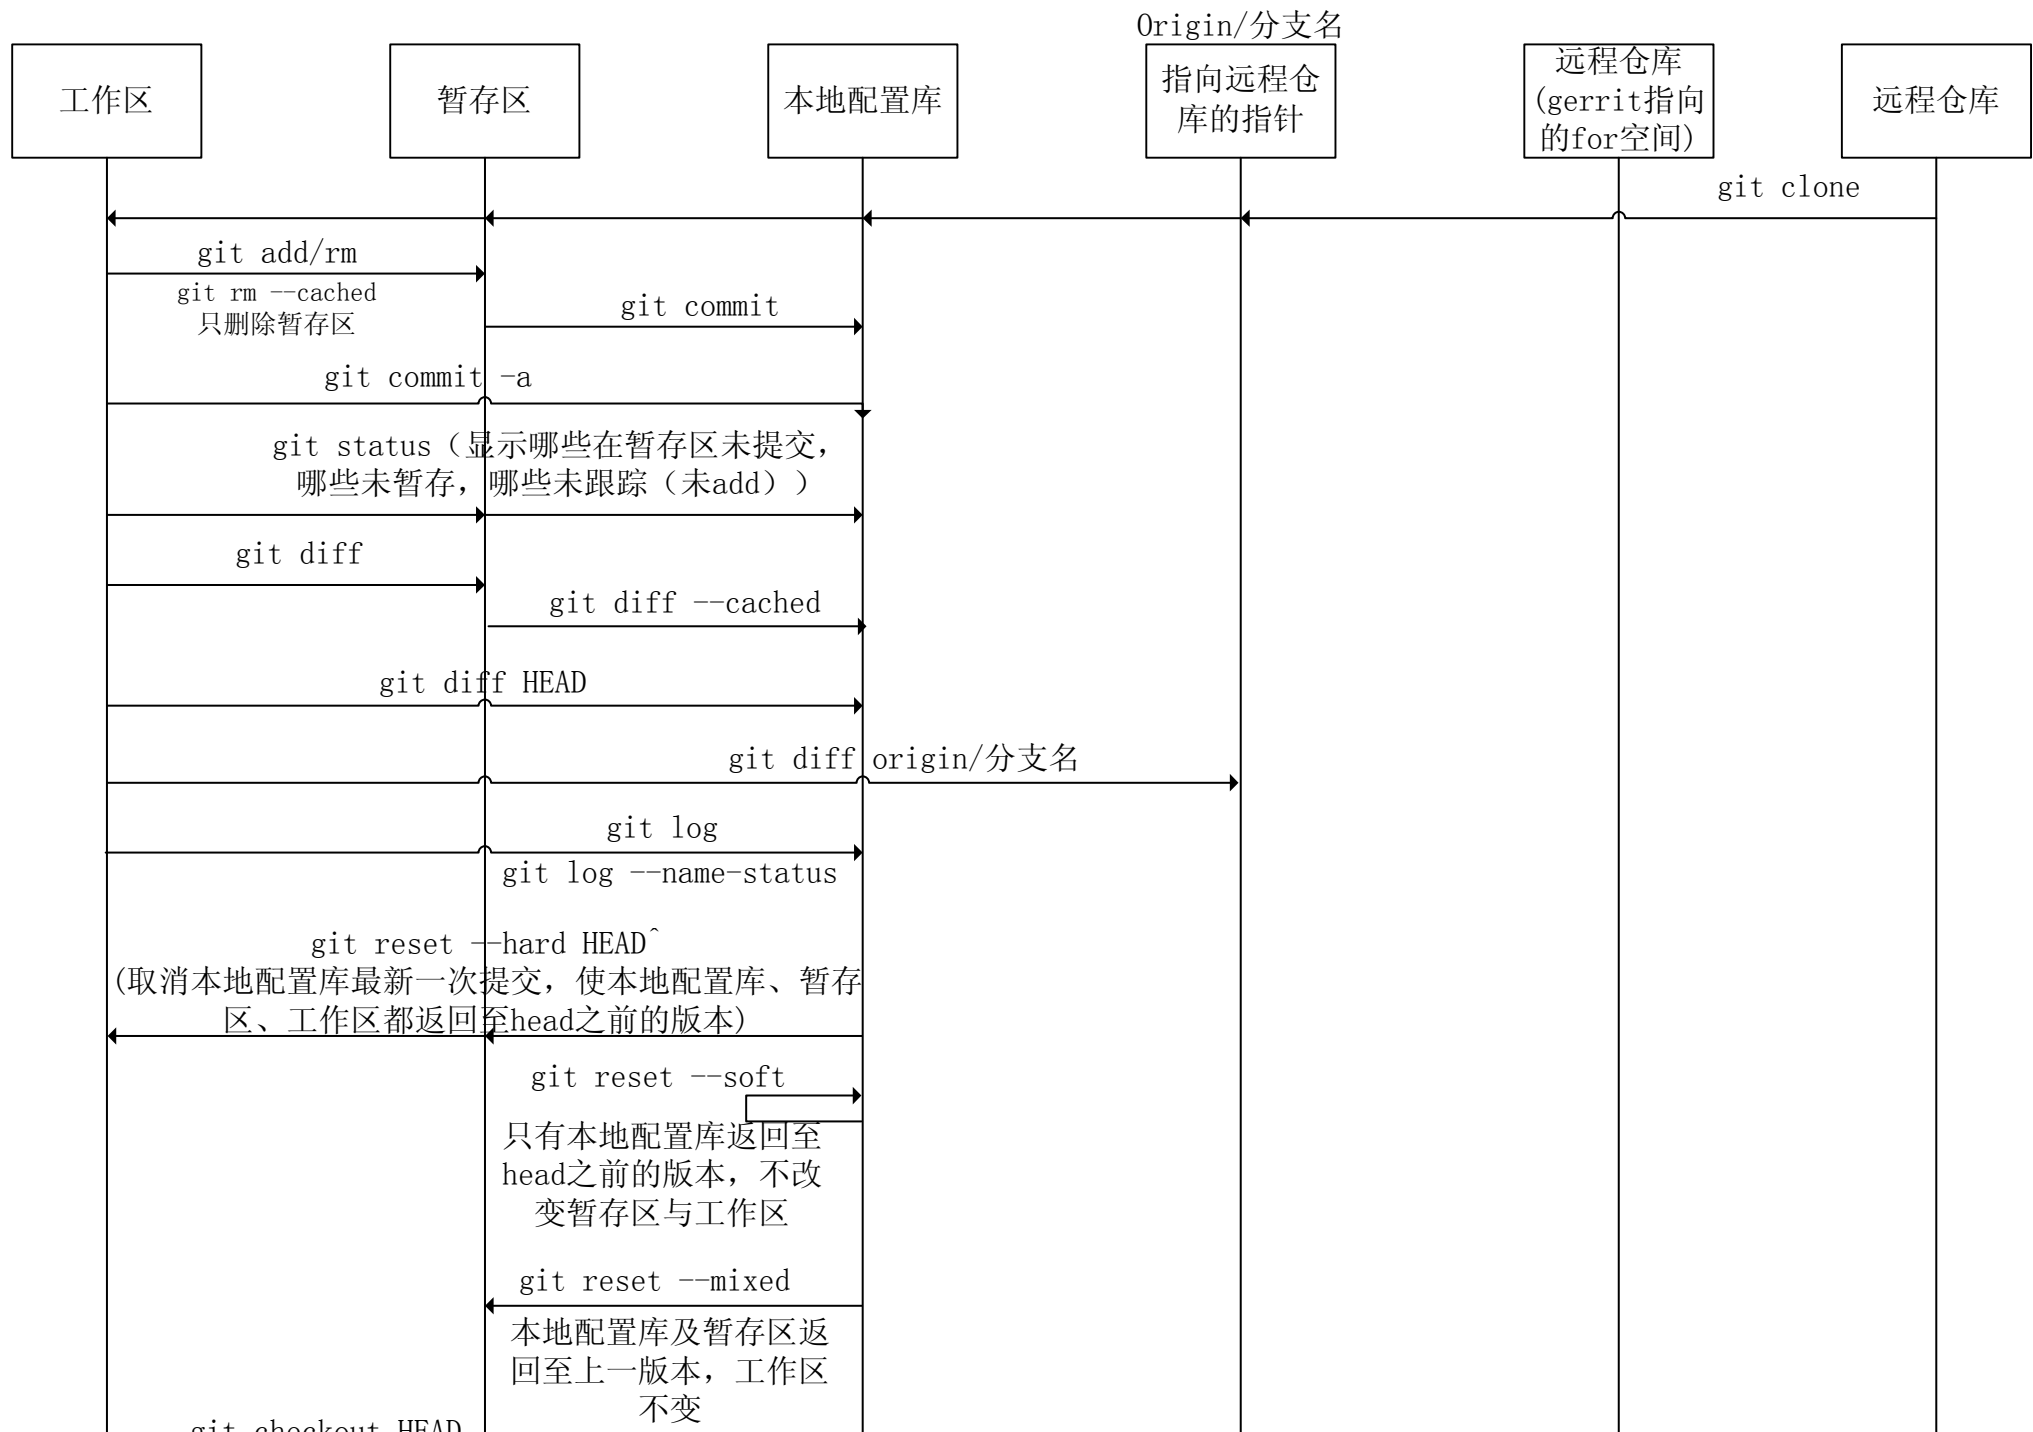 Origin/分支名
工作区
暂存区
本地配置库
指向远程仓
库的指针
远程仓库
(gerrit指向
的for空间)
远程仓库
git clone
git add/rm
git rm --cached
只删除暂存区
git commit
git commit -a
git status（显示哪些在暂存区未提交，
哪些未暂存，哪些未跟踪（未add））
git diff
git diff --cached
git diff HEAD
git diff origin/分支名
git log
git log --name-status
git reset --hard HEAD^
(取消本地配置库最新一次提交，使本地配置库、暂存
区、工作区都返回至head之前的版本)
git reset --soft
只有本地配置库返回至
head之前的版本，不改
变暂存区与工作区
git reset --mixed
本地配置库及暂存区返
回至上一版本，工作区
不变
git checkout HEAD